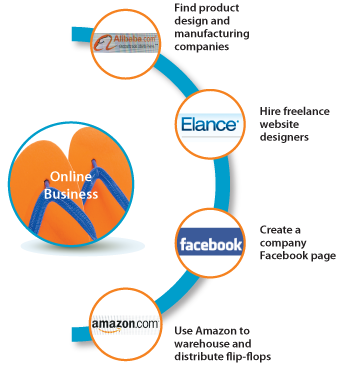 Find product
design and
manufacturing
companies
Alibaba.com
Elance
Hire freelance
website
designers
Online
Business
facebook
Create a
company
Facebook page
amazon.com
Use Amazon to
warehouse and
distribute flip-flops